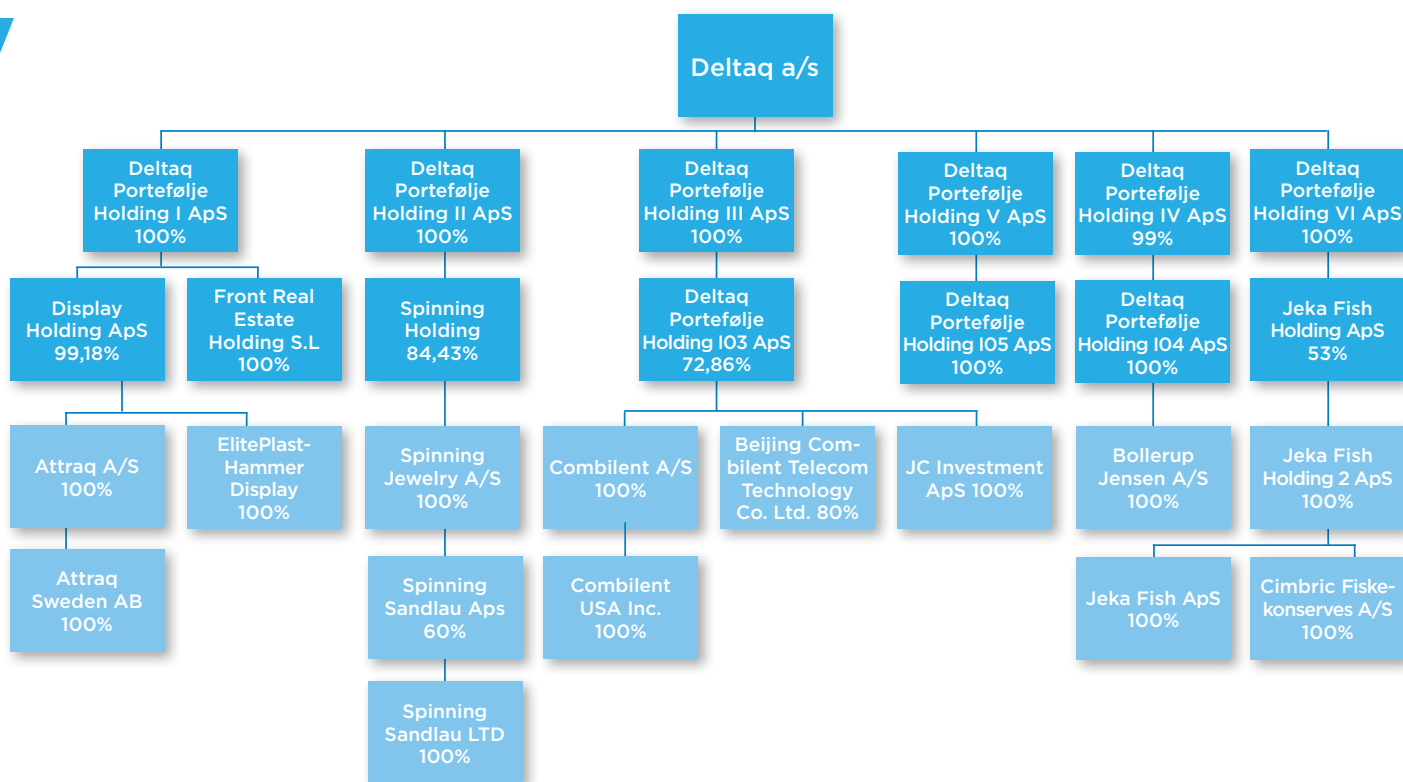 Deltaq a/s
Deltaq
Portefølje
Holding I ApS
100%
Deltaq
Portefølje
Holding II ApS
100%
Deltaq
Portefølje
Holding III ApS
100%
Deltaq
Portefølje
Holding V ApS
100%
Deltaq
Portefølje
Holding IV ApS
99%
Deltaq
Portefølje
Holding VI ApS
100%
Display
Holding ApS
99,18%
Front Real
Estate
Holding S.L
100%
Spinning
Holding
84,43%
Deltaq
Portefølje
Holding I03 ApS
72,86%
Deltaq
Portefølje
Holding I05 ApS
100%
Deltaq
Portefølje
Holding I04 ApS
100%
Jeka Fish
Holding ApS
53%
Attraq A/S
100%
ElitePlast-
Hammer
Display
100%
Spinning
Jewelry A/S
100%
Combilent A/S
100%
Beijing Com-
bilent Telecom
Technology
Co. Ltd. 80%
JC Investment
ApS 100%
Bollerup
Jensen A/S
100%
Jeka Fish
Holding 2 ApS
100%
Attraq
Sweden AB
100%
Spinning
Sandlau Aps
60%
Combilent
USA Inc.
100%
Jeka Fish ApS
100%
Cimbric Fiske-
konserves A/S
100%
Spinning
Sandlau LTD
100%